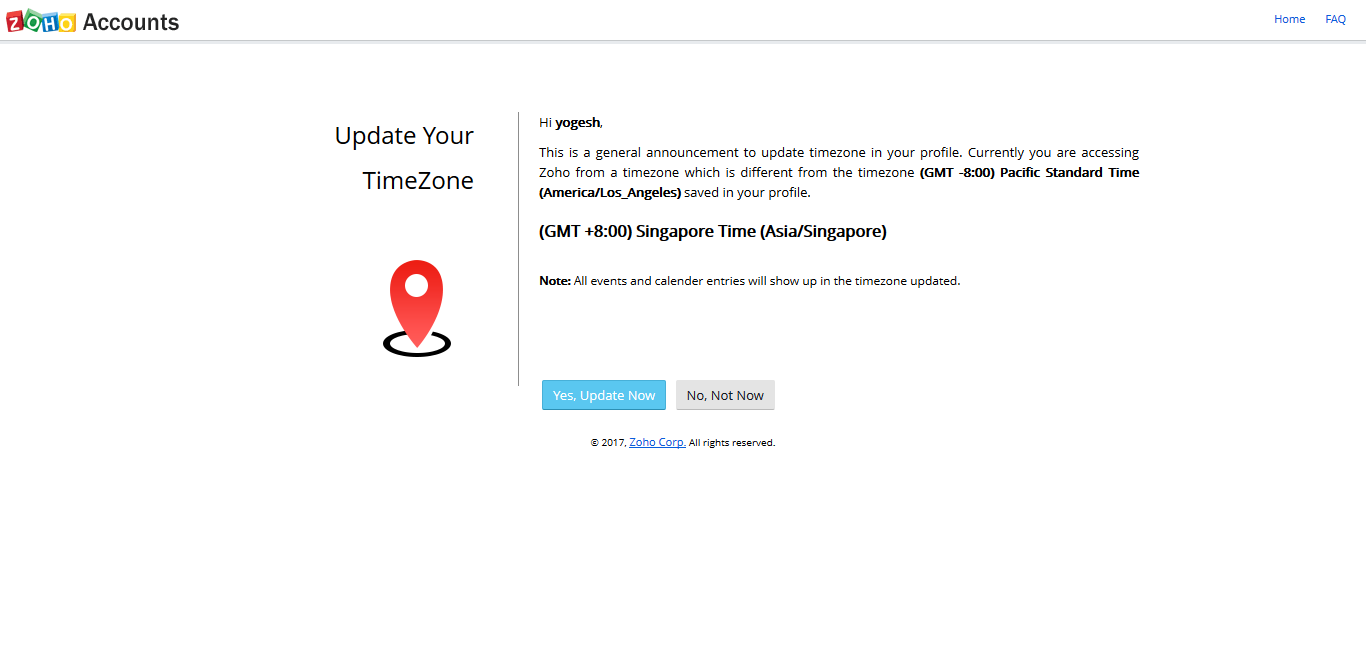 ZOHO Accounts
Home FAQ
Update Your
TimeZone
Hi yogesh,
This is a general announcement to update timezone in your profile. Currently you are accessing
Zoho from a timezone which is different from the timezone (GMT -8:00) Pacific Standard Time
(America/Los_Angeles) saved in your profile.
(GMT +8:00) Singapore Time (Asia/Singapore)
Note: All events and calender entries will show up in the timezone updated.
Yes, Update Now
No, Not Now
© 2017, Zoho Corp. All rights reserved.